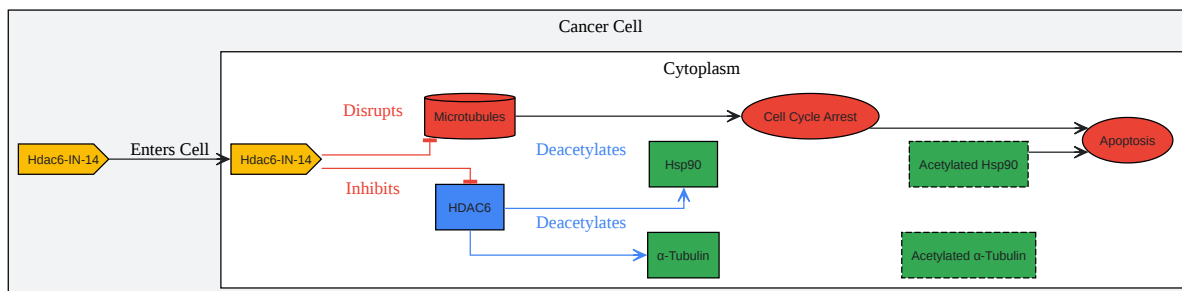 Cancer Cell
Cytoplasm
Disrupts
Microtubules
Cell Cycle Arrest
Enters Cell
Deacetylates
Apoptosis
Hdac6-IN-14
Hdac6-IN-14
Hsp90
Acetylated Hsp90
Inhibits
HDAC6
Deacetylates
α-Tubulin
Acetylated α-Tubulin